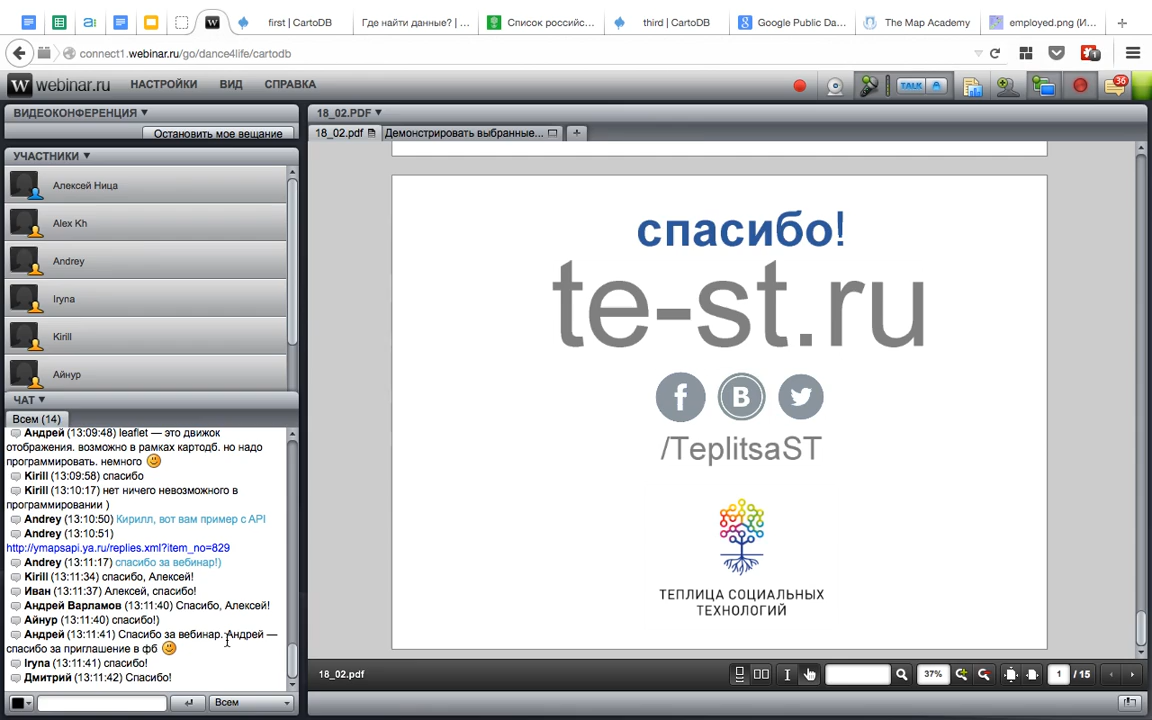 first | CartoDB
Где найти данные? | ...
Список российс...
third | CartoDB
Google Public Da...
The Map Academy
employed.png (И...
connect1.webinar.ru/go/dance4life/cartodb
1
webinar.ru
НАСТРОЙКИ
ВИД
СПРАВКА
TALK
36
ВИДЕОКОНФЕРЕНЦИЯ
Остановить мое вещание
УЧАСТНИКИ
Алексей Ница
Alex Kh
Andrey
Iryna
Kirill
Айнур
ЧАТ
Всем (14)
Андрей (13:09:48) leaflet — это движок
отображения. возможно в рамках картодб. но надо
программировать. немного
Kirill (13:09:58) спасибо
Kirill (13:10:17) нет ничего невозможного в
программировании )
Andrey (13:10:50) Кирилл, вот вам пример с API
Andrey (13:10:51)
http://ymapsapi.ya.ru/replies.xml?item_no=829
Andrey (13:11:17) спасибо за вебинар!)
Kirill (13:11:34) спасибо, Алексей!
Иван (13:11:37) Алексей, спасибо!
Андрей Варламов (13:11:40) Спасибо, Алексей!
Айнур (13:11:40) спасибо!)
Андрей (13:11:41) Спасибо за вебинар. Андрей —
спасибо за приглашение в фб
Iryna (13:11:41) спасибо!
Дмитрий (13:11:42) Спасибо!
Всем
18_02.PDF
18_02.pdf
Демонстрировать выбранные...
спасибо!
te-st.ru
/TeplitsaST
ТЕПЛИЦА СОЦИАЛЬНЫХ
ТЕХНОЛОГИЙ
18_02.pdf
37%
1 / 15